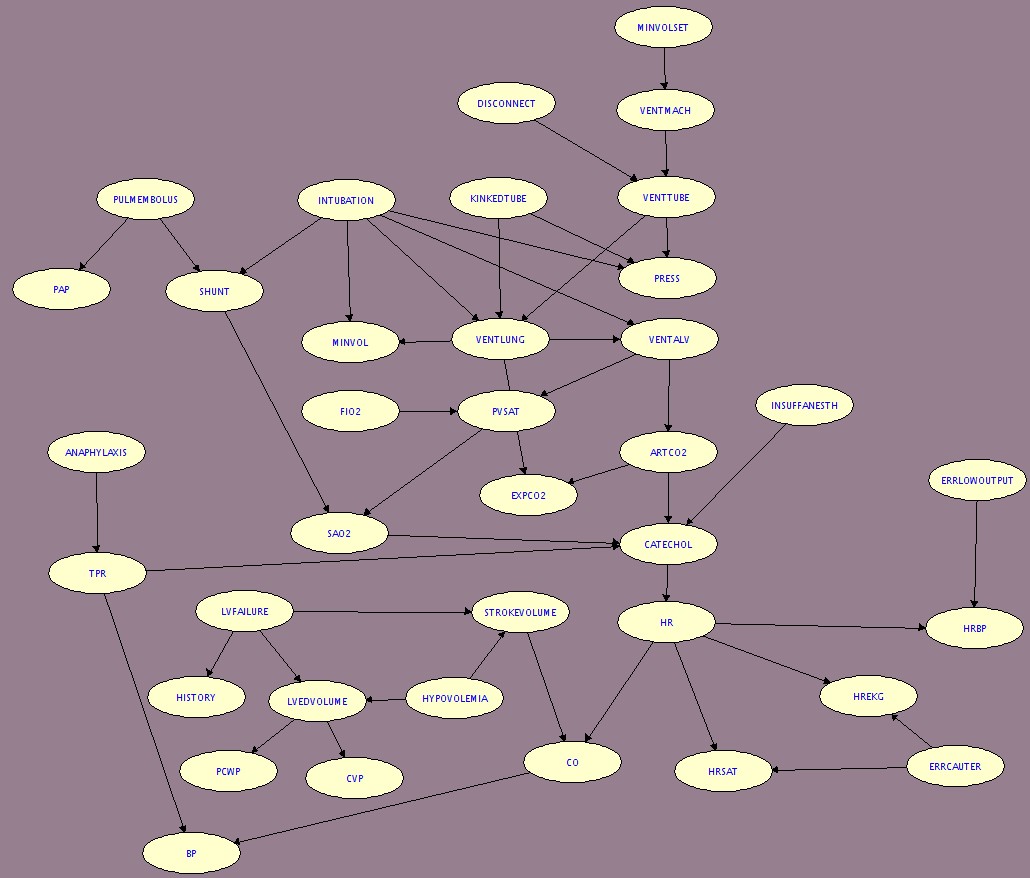 MINVOLSET
DISCONNECT
VENTMACH
PULMEMBOLUS
INTUBATION
KINKEDTUBE
VENTTUBE
PAP
SHUNT
PRESS
MINVOL
VENTLUNG
VENTALV
FIO2
PVSAT
INSUFFANESTH
ANAPHYLAXIS
ARTCO2
ERRLOWOUTPUT
EXPCO2
SAO2
CATECHOL
TPR
LVFAILURE
STROKEVOLUME
HR
HRBP
HISTORY
LVEDVOLUME
HYPOVOLEMIA
HREKG
PCWP
CVP
CO
HRSAT
ERRCAUTER
BP